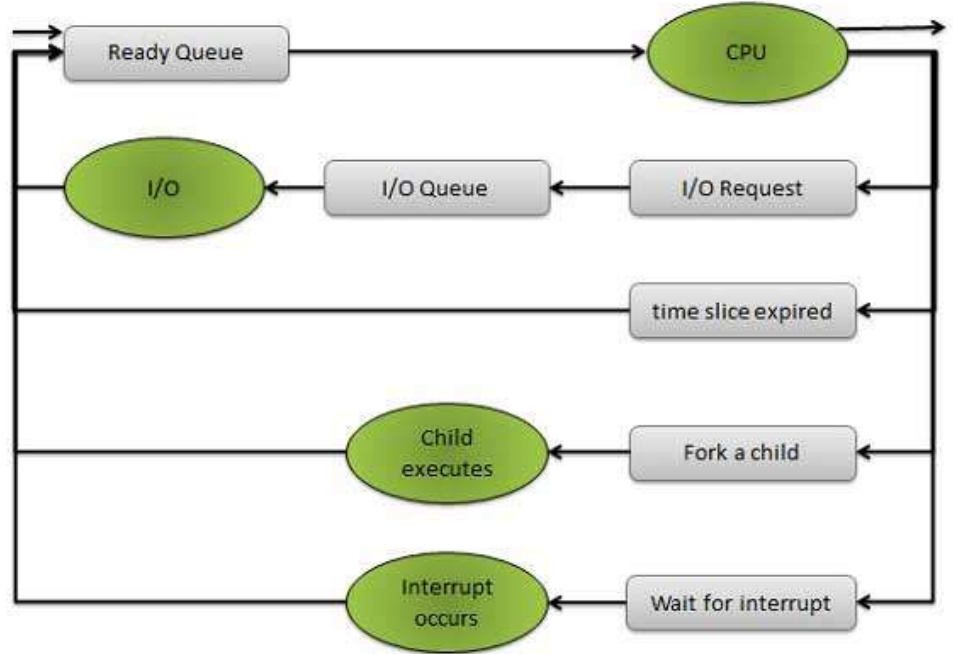 Ready Queue
CPU
I/O
I/O Queue
I/O Request
time slice expired
Child
executes
Fork a child
Interrupt
occurs
Wait for interrupt